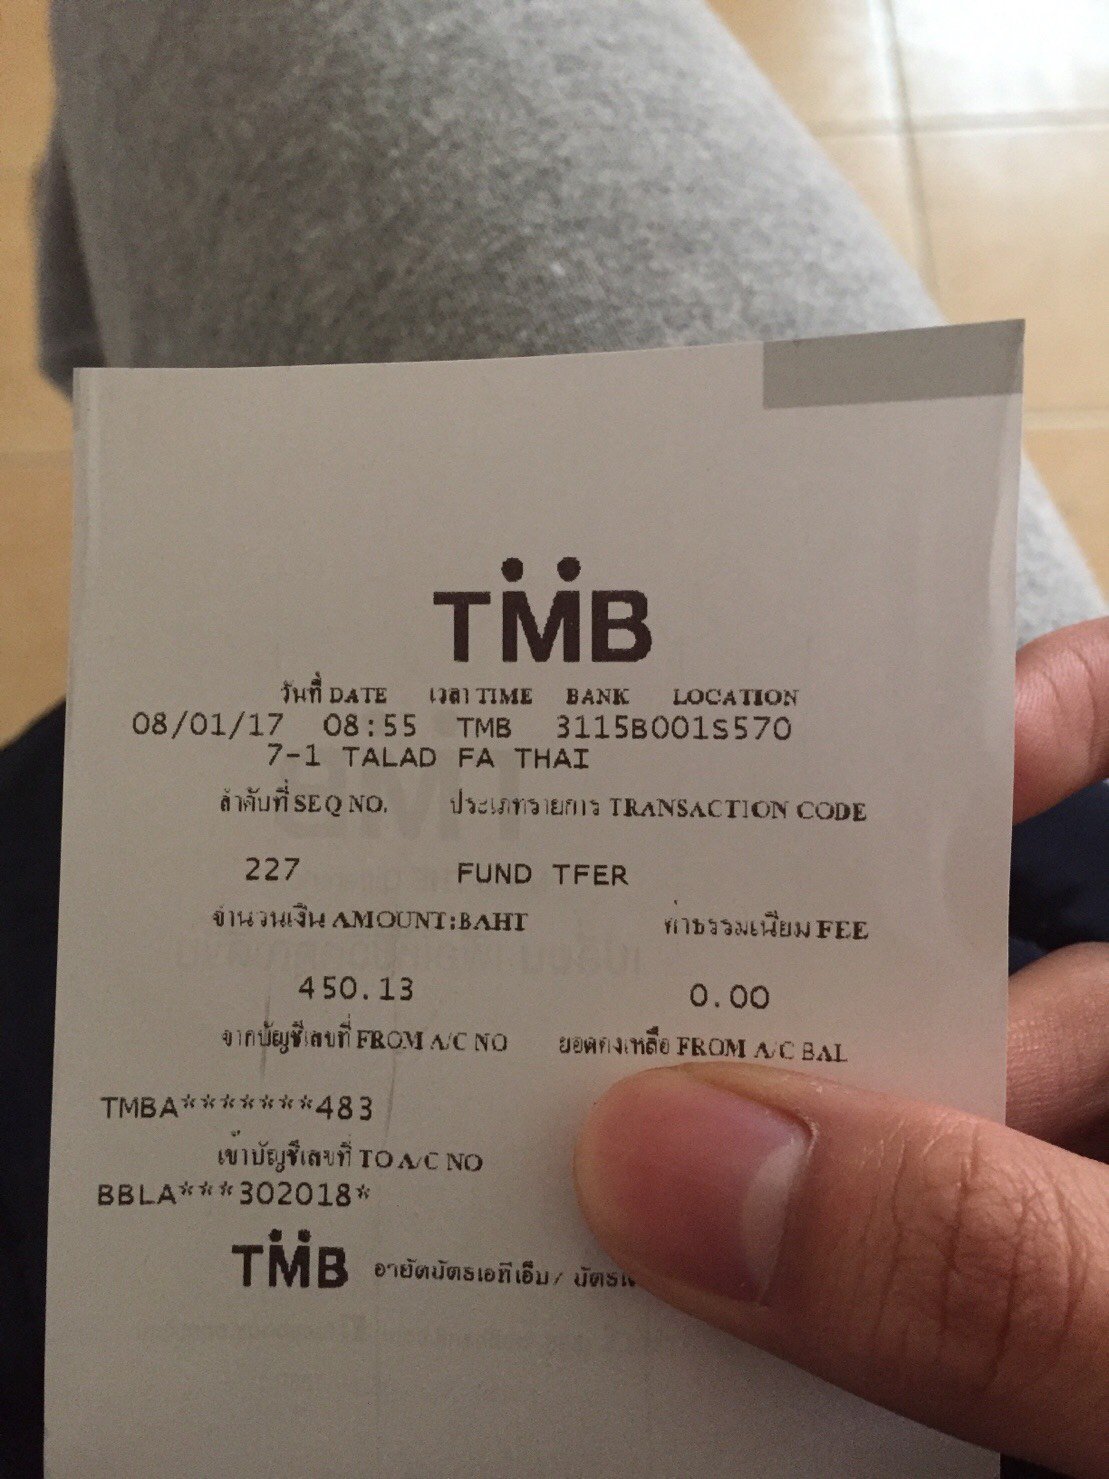 TMB
วันที่ DATE เวลา TIME BANK LOCATION
08/01/17 08:55 TMB 3115B001S570
7-1 TALAD FA THAI
ลำดับที่ SEQ NO. ประเภทรายการ TRANSACTION CODE
227 FUND TFER
จำนวนเงิน AMOUNT:BAHT ค่าธรรมเนียม FEE
450.13 0.00
จากบัญชีเลขที่ FROM A/C NO ยอดคงเหลือ FROM A/C BAL
TMBA*******483
เข้าบัญชีเลขที่ TO A/C NO
BBLA***302018*
TMB อายัดบัตรเอทีเอ็ม /